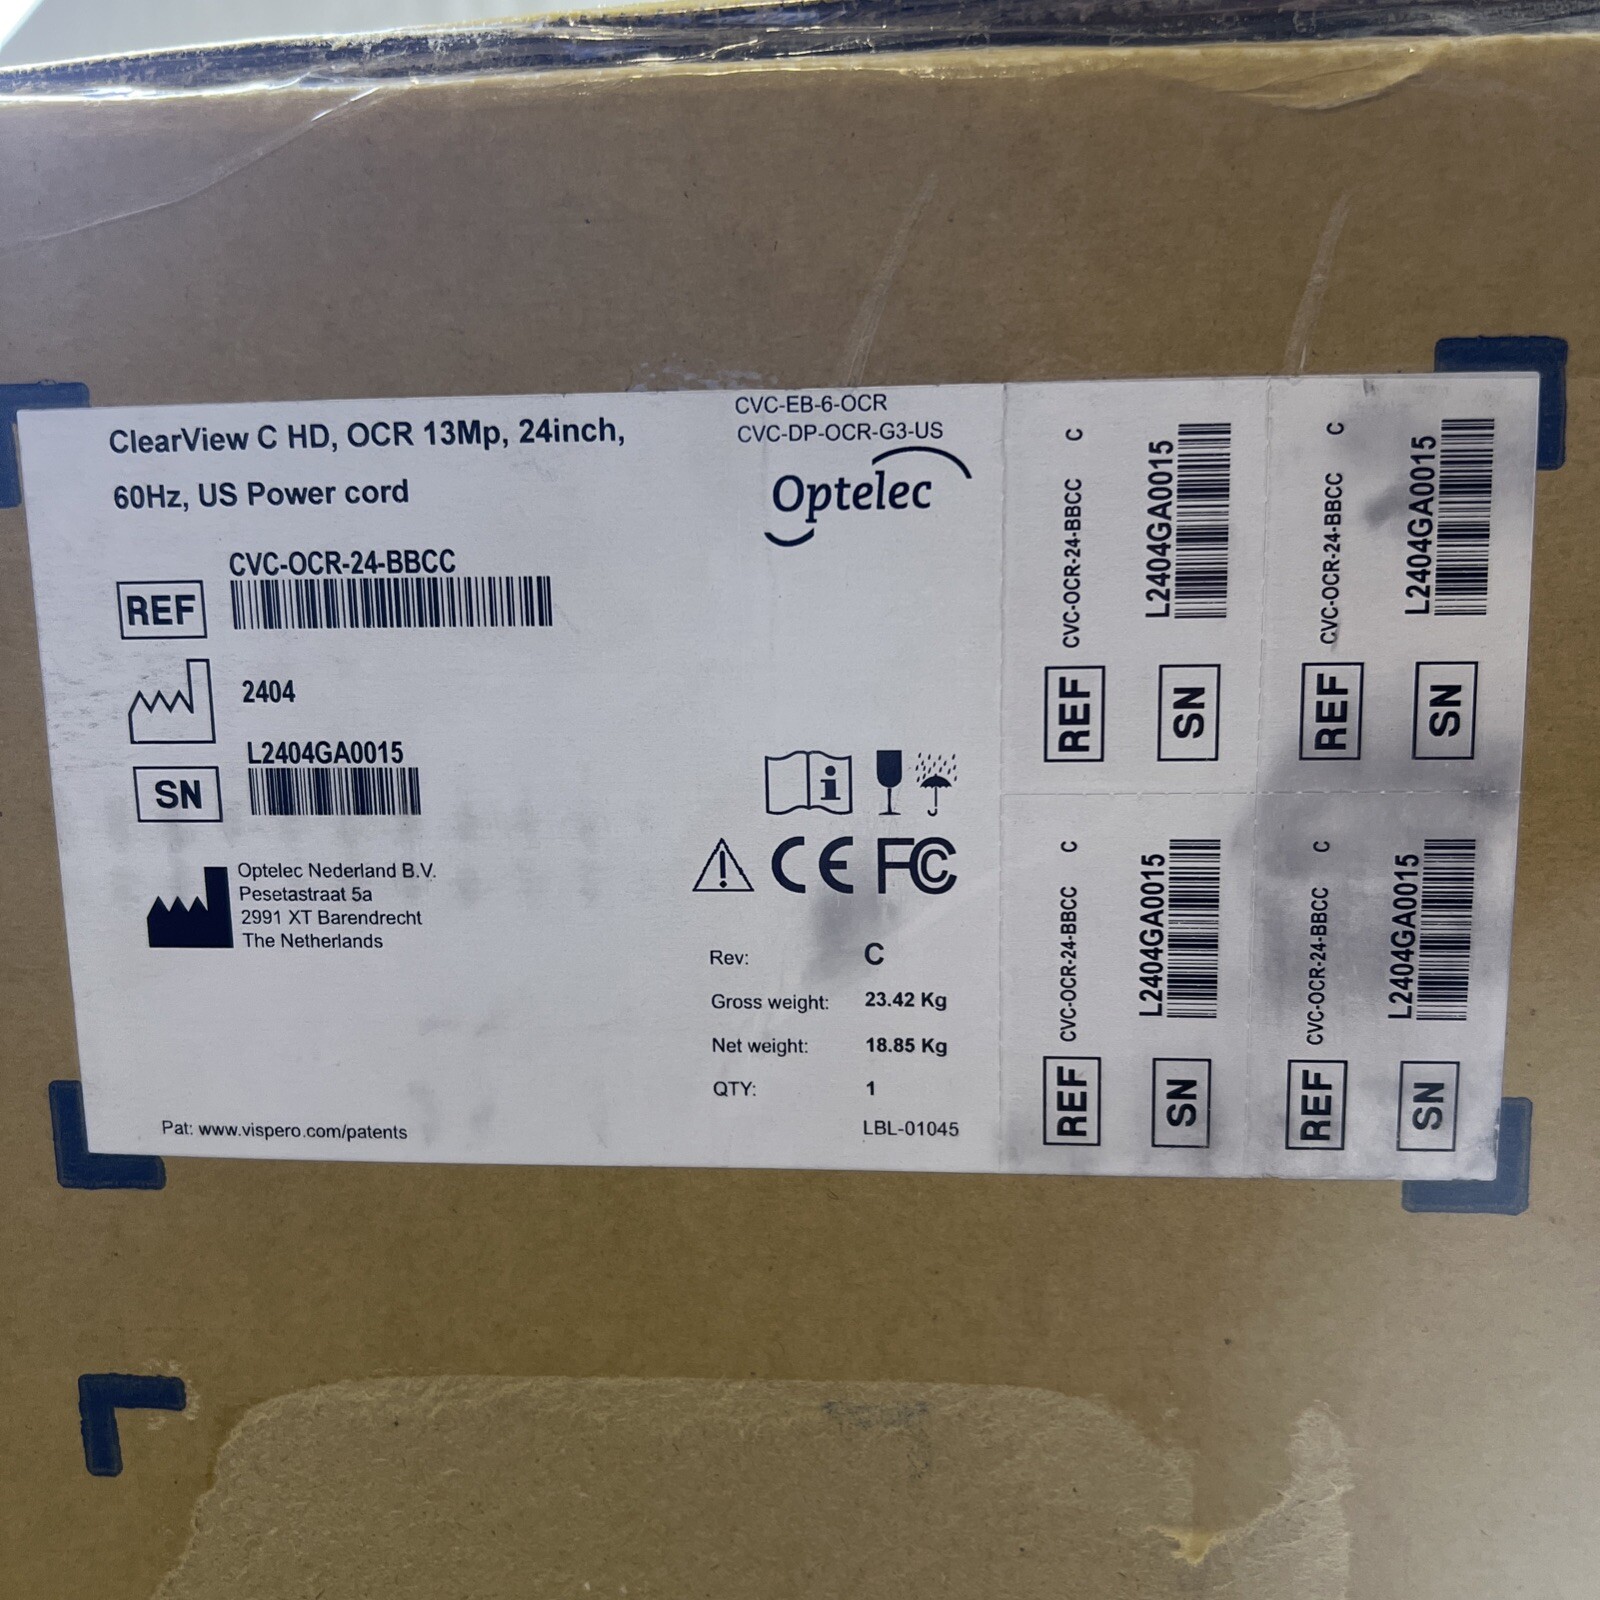 ClearView C HD, OCR 13Mp, 24inch,
60Hz, US Power cord
CVC-EB-6-OCR
CVC-DP-OCR-G3-US
Optelec
CVC-OCR-24-BBCC
REF
2404
L2404GA0015
SN
Optelec Nederland B.V.
Pesetastraat 5a
2991 XT Barendrecht
The Netherlands
CE FC
Rev: C
Gross weight: 23.42 Kg
Net weight: 18.85 Kg
QTY: 1
Pat: www.vispero.com/patents
LBL-01045
REF CVC-OCR-24-BBCC C
SN L2404GA0015
REF CVC-OCR-24-BBCC C
SN L2404GA0015
REF CVC-OCR-24-BBCC C
SN L2404GA0015
REF CVC-OCR-24-BBCC C
SN L2404GA0015